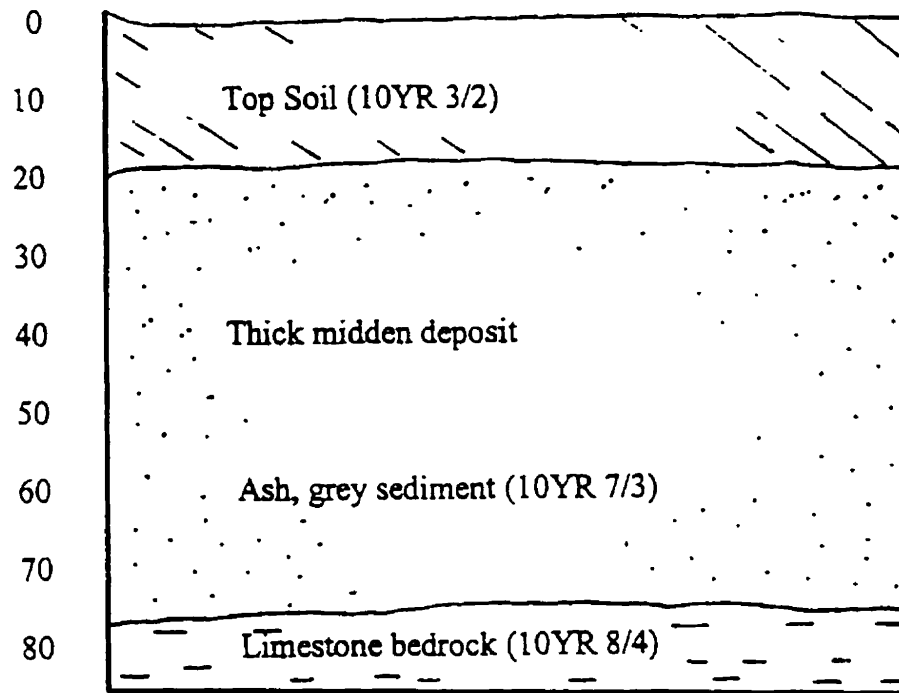 0
10
Top Soil (10YR 3/2)
20
30
40
Thick midden deposit
50
60
Ash, grey sediment (10YR 7/3)
70
80
Limestone bedrock (10YR 8/4)